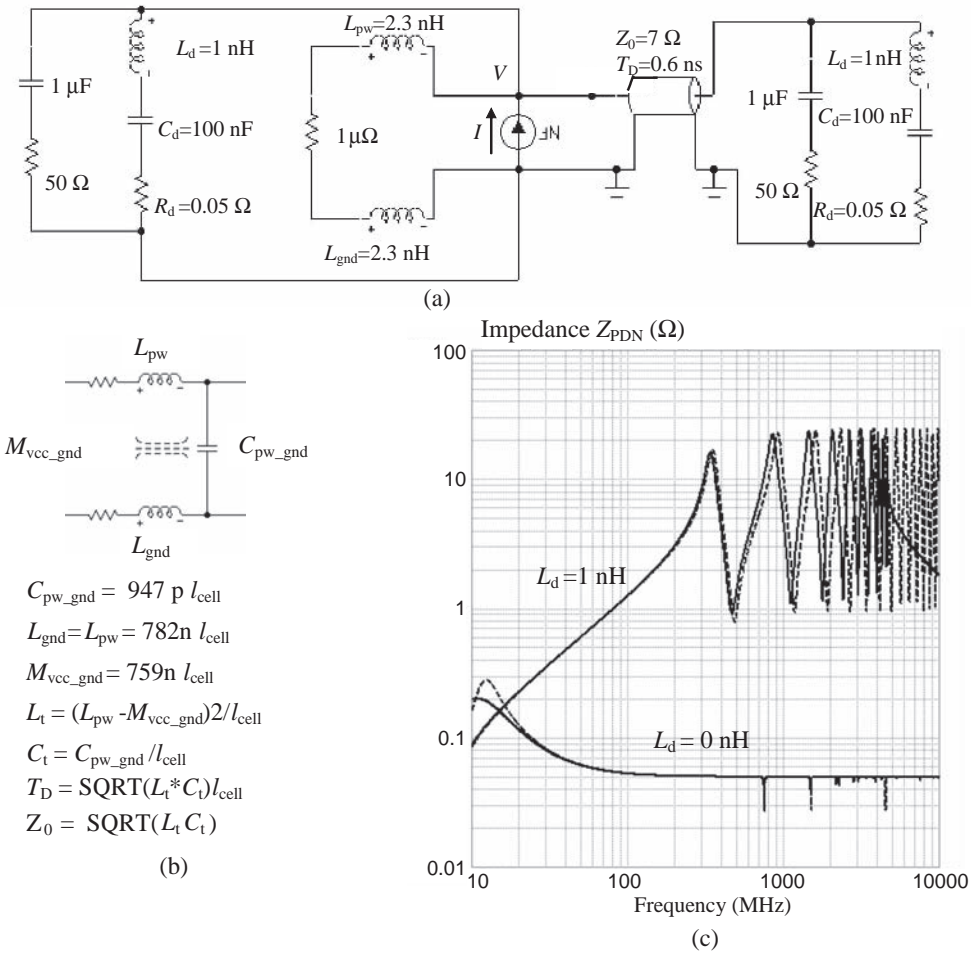 L_pw=2.3 nH
L_d=1 nH
Z_0=7 Ω
T_D=0.6 ns
L_d=1nH
V
1 μF
C_d=100 nF
1μΩ
I
1 μF
C_d=100 nF
50 Ω
R_d=0.05 Ω
50 Ω
R_d=0.05 Ω
L_gnd=2.3 nH
(a)
Impedance Z_PDN (Ω)
L_pw
M_vcc_gnd
C_pw_gnd
L_gnd
C_pw_gnd = 947 p l_cell
L_gnd=L_pw = 782n l_cell
M_vcc_gnd = 759n l_cell
L_t = (L_pw -M_vcc_gnd)2/l_cell
C_t = C_pw_gnd /l_cell
T_D = SQRT(L_t*C_t)l_cell
Z_0 = SQRT(L_t C_t)
(b)
100
10
1
0.1
0.01
L_d=1 nH
L_d=0 nH
10
100
1000
10000
Frequency (MHz)
(c)